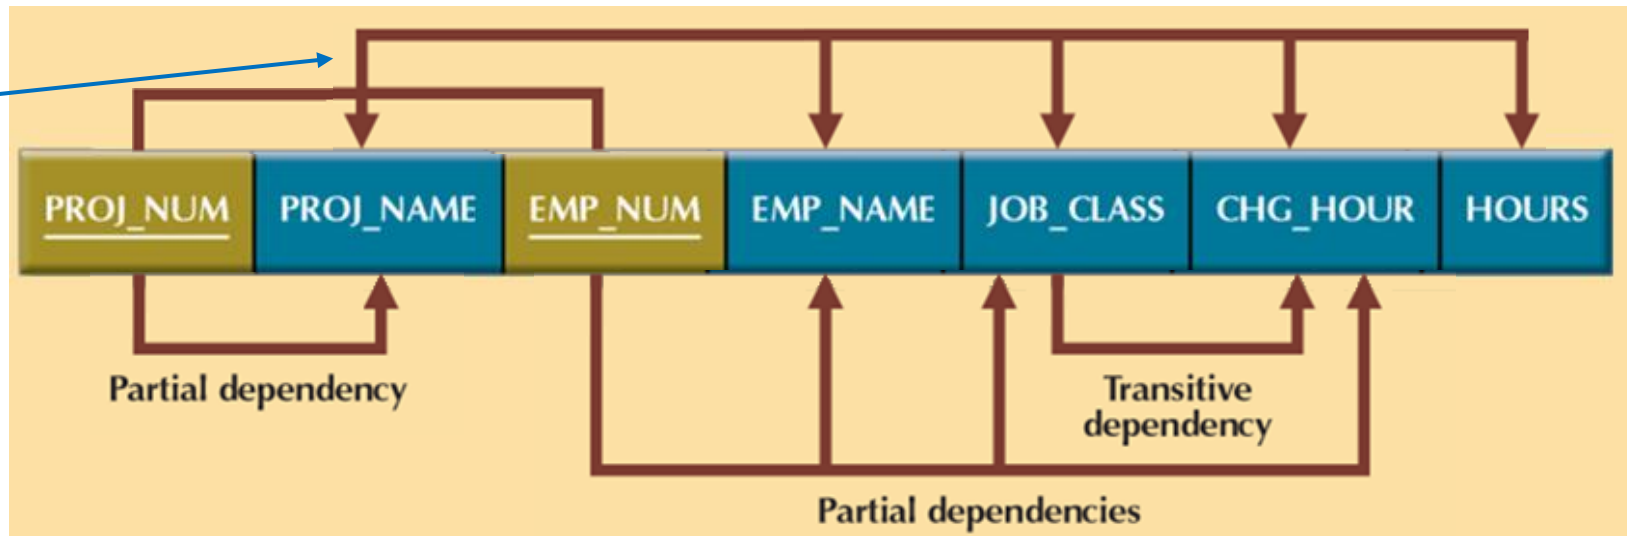 PROJ_NUM PROJ_NAME EMP_NUM EMP_NAME JOB_CLASS CHG_HOUR HOURS
Partial dependency
Transitive
dependency
Partial dependencies